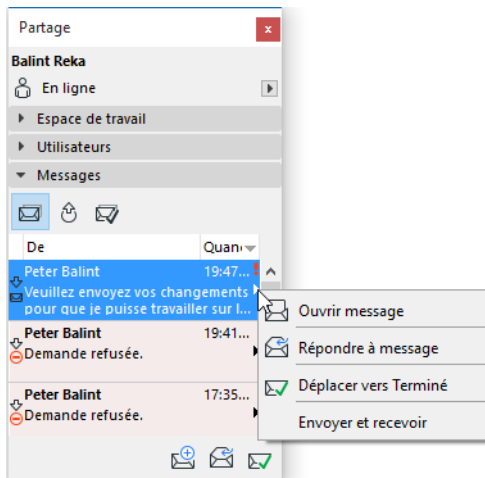 Partage
x
Balint Reka
En ligne
Espace de travail
Utilisateurs
Messages
De Quan
Peter Balint 19:47... !
Veuillez envoyez vos changements
pour que je puisse travailler sur l...
Ouvrir message
Peter Balint 19:41...
Demande refusée.
Répondre à message
Déplacer vers Terminé
Peter Balint 17:35...
Demande refusée.
Envoyer et recevoir